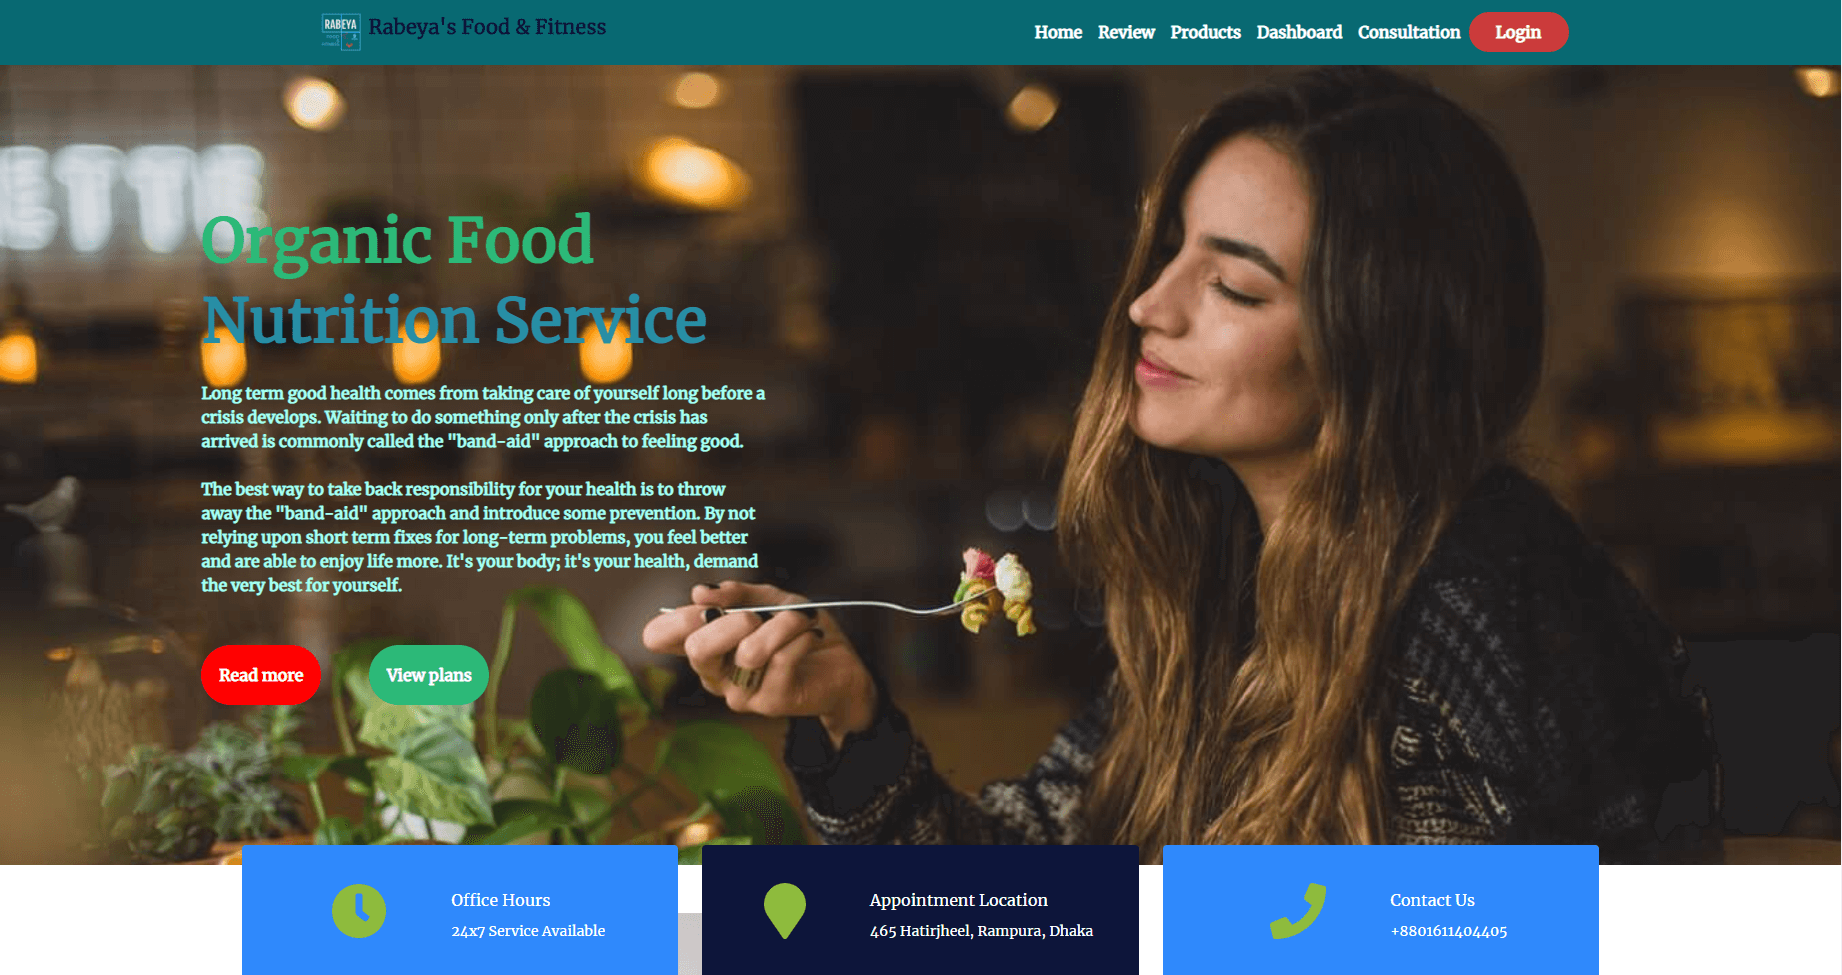 RABEYA
Rabeya's Food & Fitness
Home Review Products Dashboard Consultation Login
ETTE
Organic Food
Nutrition Service
Long term good health comes from taking care of yourself long before a
crisis develops. Waiting to do something only after the crisis has
arrived is commonly called the "band-aid" approach to feeling good.
The best way to take back responsibility for your health is to throw
away the "band-aid" approach and introduce some prevention. By not
relying upon short term fixes for long-term problems, you feel better
and are able to enjoy life more. It's your body; it's your health, demand
the very best for yourself.
Read more View plans
Office Hours
24x7 Service Available
Appointment Location
465 Hatirjheel, Rampura, Dhaka
Contact Us
+8801611404405